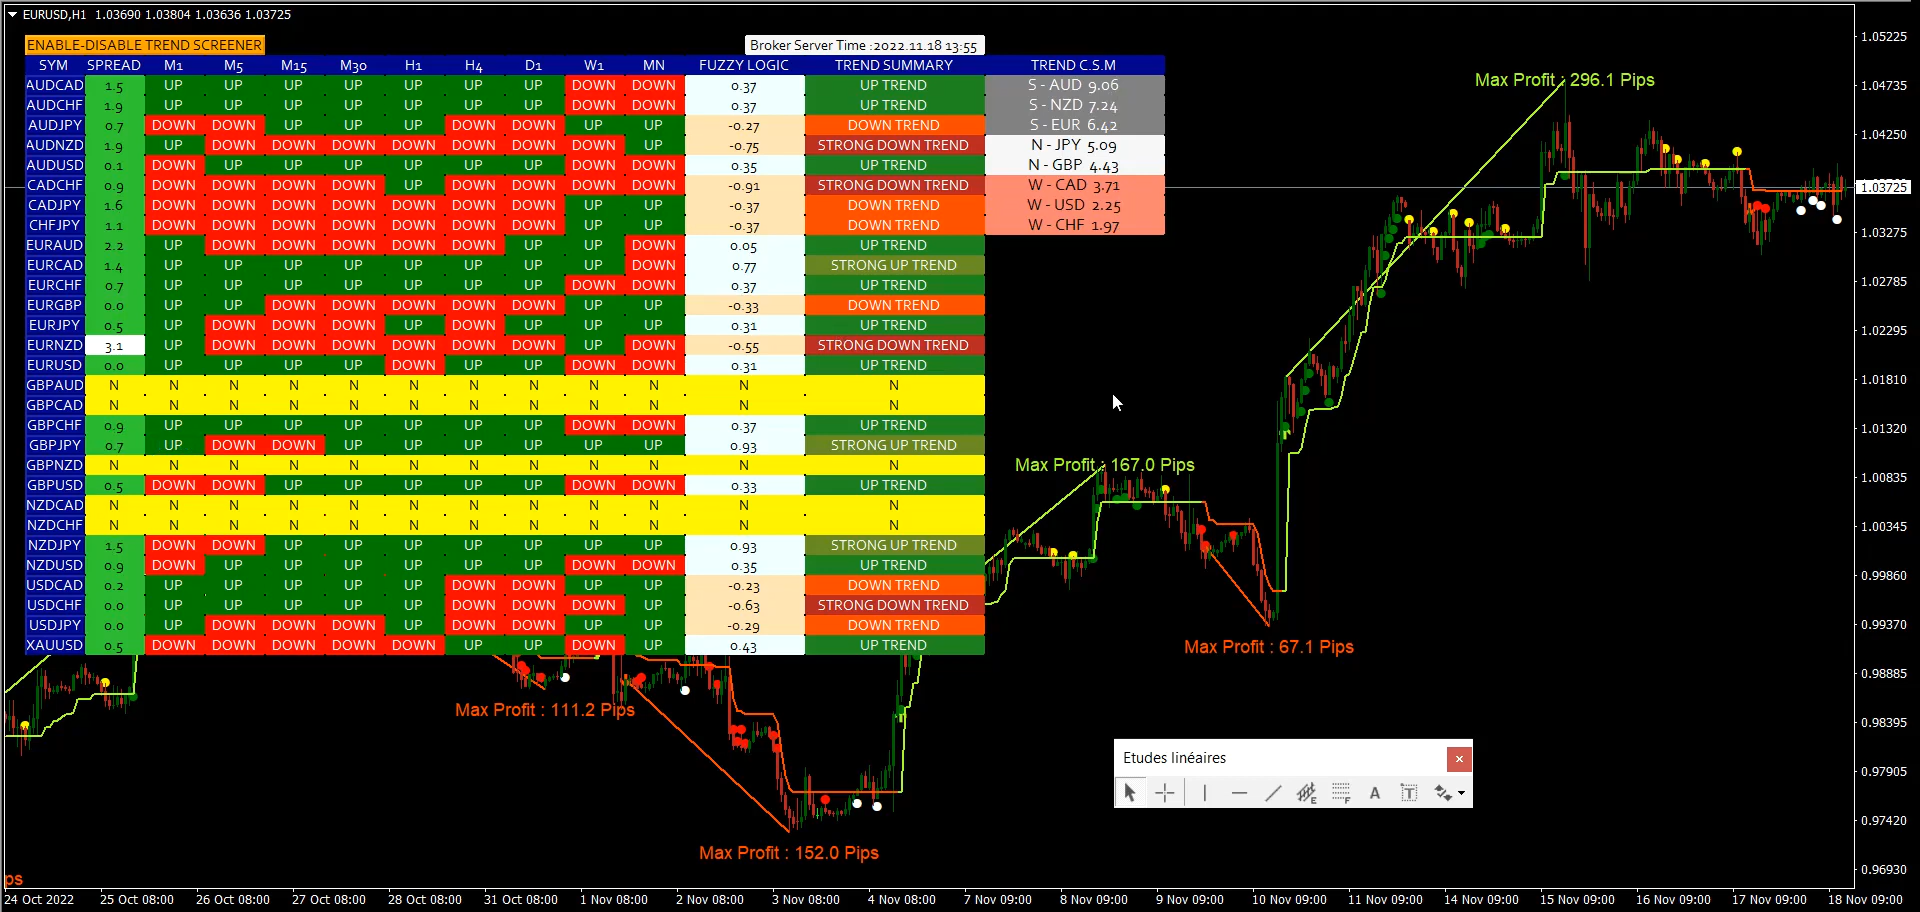 EURUSD,H1 1.03690 1.03804 1.03636 1.03725
ENABLE-DISABLE TREND SCREENER
Broker Server Time :2022.11.18 13:55
SYM SPREAD M1 M5 M15 M30 H1 H4 D1 W1 MN FUZZY LOGIC TREND SUMMARY TREND C.S.M
AUDCAD 1.5 UP UP UP UP UP UP UP DOWN DOWN 0.37 UP TREND S - AUD 9.06
AUDCHF 1.9 UP UP UP UP UP UP UP DOWN DOWN 0.37 UP TREND S - NZD 7.24
AUDJPY 0.7 DOWN DOWN UP UP UP DOWN DOWN UP UP -0.27 DOWN TREND S - EUR 6.42
AUDNZD 1.9 UP DOWN DOWN DOWN DOWN DOWN DOWN UP UP -0.75 STRONG DOWN TREND N - JPY 5.09
AUDUSD 0.1 DOWN UP UP UP UP UP UP DOWN DOWN 0.35 UP TREND N - GBP 4.43
CADCHF 0.9 DOWN DOWN DOWN DOWN UP DOWN DOWN DOWN DOWN -0.91 STRONG DOWN TREND W - CAD 3.71
CADJPY 1.6 DOWN DOWN DOWN DOWN DOWN DOWN DOWN UP UP -0.37 DOWN TREND W - USD 2.25
CHFJPY 1.1 DOWN DOWN DOWN DOWN DOWN DOWN DOWN UP UP -0.37 DOWN TREND W - CHF 1.97
EURAUD 2.2 UP DOWN DOWN DOWN DOWN DOWN UP UP DOWN 0.05 UP TREND
EURCAD 1.4 UP UP UP UP UP UP UP UP DOWN 0.77 STRONG UP TREND
EURCHF 0.7 UP UP UP UP UP UP UP DOWN DOWN 0.37 UP TREND
EURGBP 0.0 UP UP DOWN DOWN DOWN DOWN DOWN UP UP -0.33 DOWN TREND
EURJPY 0.5 UP DOWN DOWN DOWN UP DOWN UP UP UP 0.31 UP TREND
EURNZD 3.1 UP DOWN DOWN DOWN DOWN DOWN DOWN UP DOWN -0.55 STRONG DOWN TREND
EURUSD 0.0 UP UP UP UP DOWN UP UP DOWN DOWN 0.31 UP TREND
GBPAUD N N N N N N N N N N N N
GBPCAD N N N N N N N N N N N N
GBPCHF 0.9 UP UP UP UP UP UP UP DOWN DOWN 0.37 UP TREND
GBPJPY 0.7 UP DOWN DOWN UP UP UP UP UP UP 0.93 STRONG UP TREND
GBPNZD N N N N N N N N N N N N
GBPUSD 0.5 DOWN DOWN UP UP UP UP UP DOWN DOWN 0.33 UP TREND
NZDCAD N N N N N N N N N N N N
NZDCHF N N N N N N N N N N N N
NZDJPY 1.5 DOWN DOWN UP UP UP UP UP UP UP 0.93 STRONG UP TREND
NZDUSD 0.9 DOWN UP UP UP UP UP UP DOWN DOWN 0.35 UP TREND
USDCAD 0.2 UP UP UP UP UP DOWN DOWN UP UP -0.23 DOWN TREND
USDCHF 0.0 UP UP UP UP UP DOWN DOWN DOWN UP -0.63 STRONG DOWN TREND
USDJPY 0.0 UP DOWN DOWN DOWN UP DOWN DOWN UP UP -0.29 DOWN TREND
XAUUSD 0.5 DOWN DOWN DOWN DOWN DOWN UP UP DOWN UP 0.43 UP TREND
Max Profit : 296.1 Pips
Max Profit : 167.0 Pips
Max Profit : 67.1 Pips
Max Profit : 111.2 Pips
Max Profit : 152.0 Pips
ps
Etudes linéaires
E F A T
1.05225
1.04735
1.04250
1.03725
1.03275
1.02785
1.02295
1.01810
1.01320
1.00835
1.00345
0.99860
0.99370
0.98885
0.98395
0.97905
0.97420
0.96930
24 Oct 2022 25 Oct 08:00 26 Oct 08:00 27 Oct 08:00 28 Oct 08:00 31 Oct 08:00 1 Nov 08:00 2 Nov 08:00 3 Nov 08:00 4 Nov 08:00 7 Nov 09:00 8 Nov 09:00 9 Nov 09:00 10 Nov 09:00 11 Nov 09:00 14 Nov 09:00 15 Nov 09:00 16 Nov 09:00 17 Nov 09:00 18 Nov 09:00